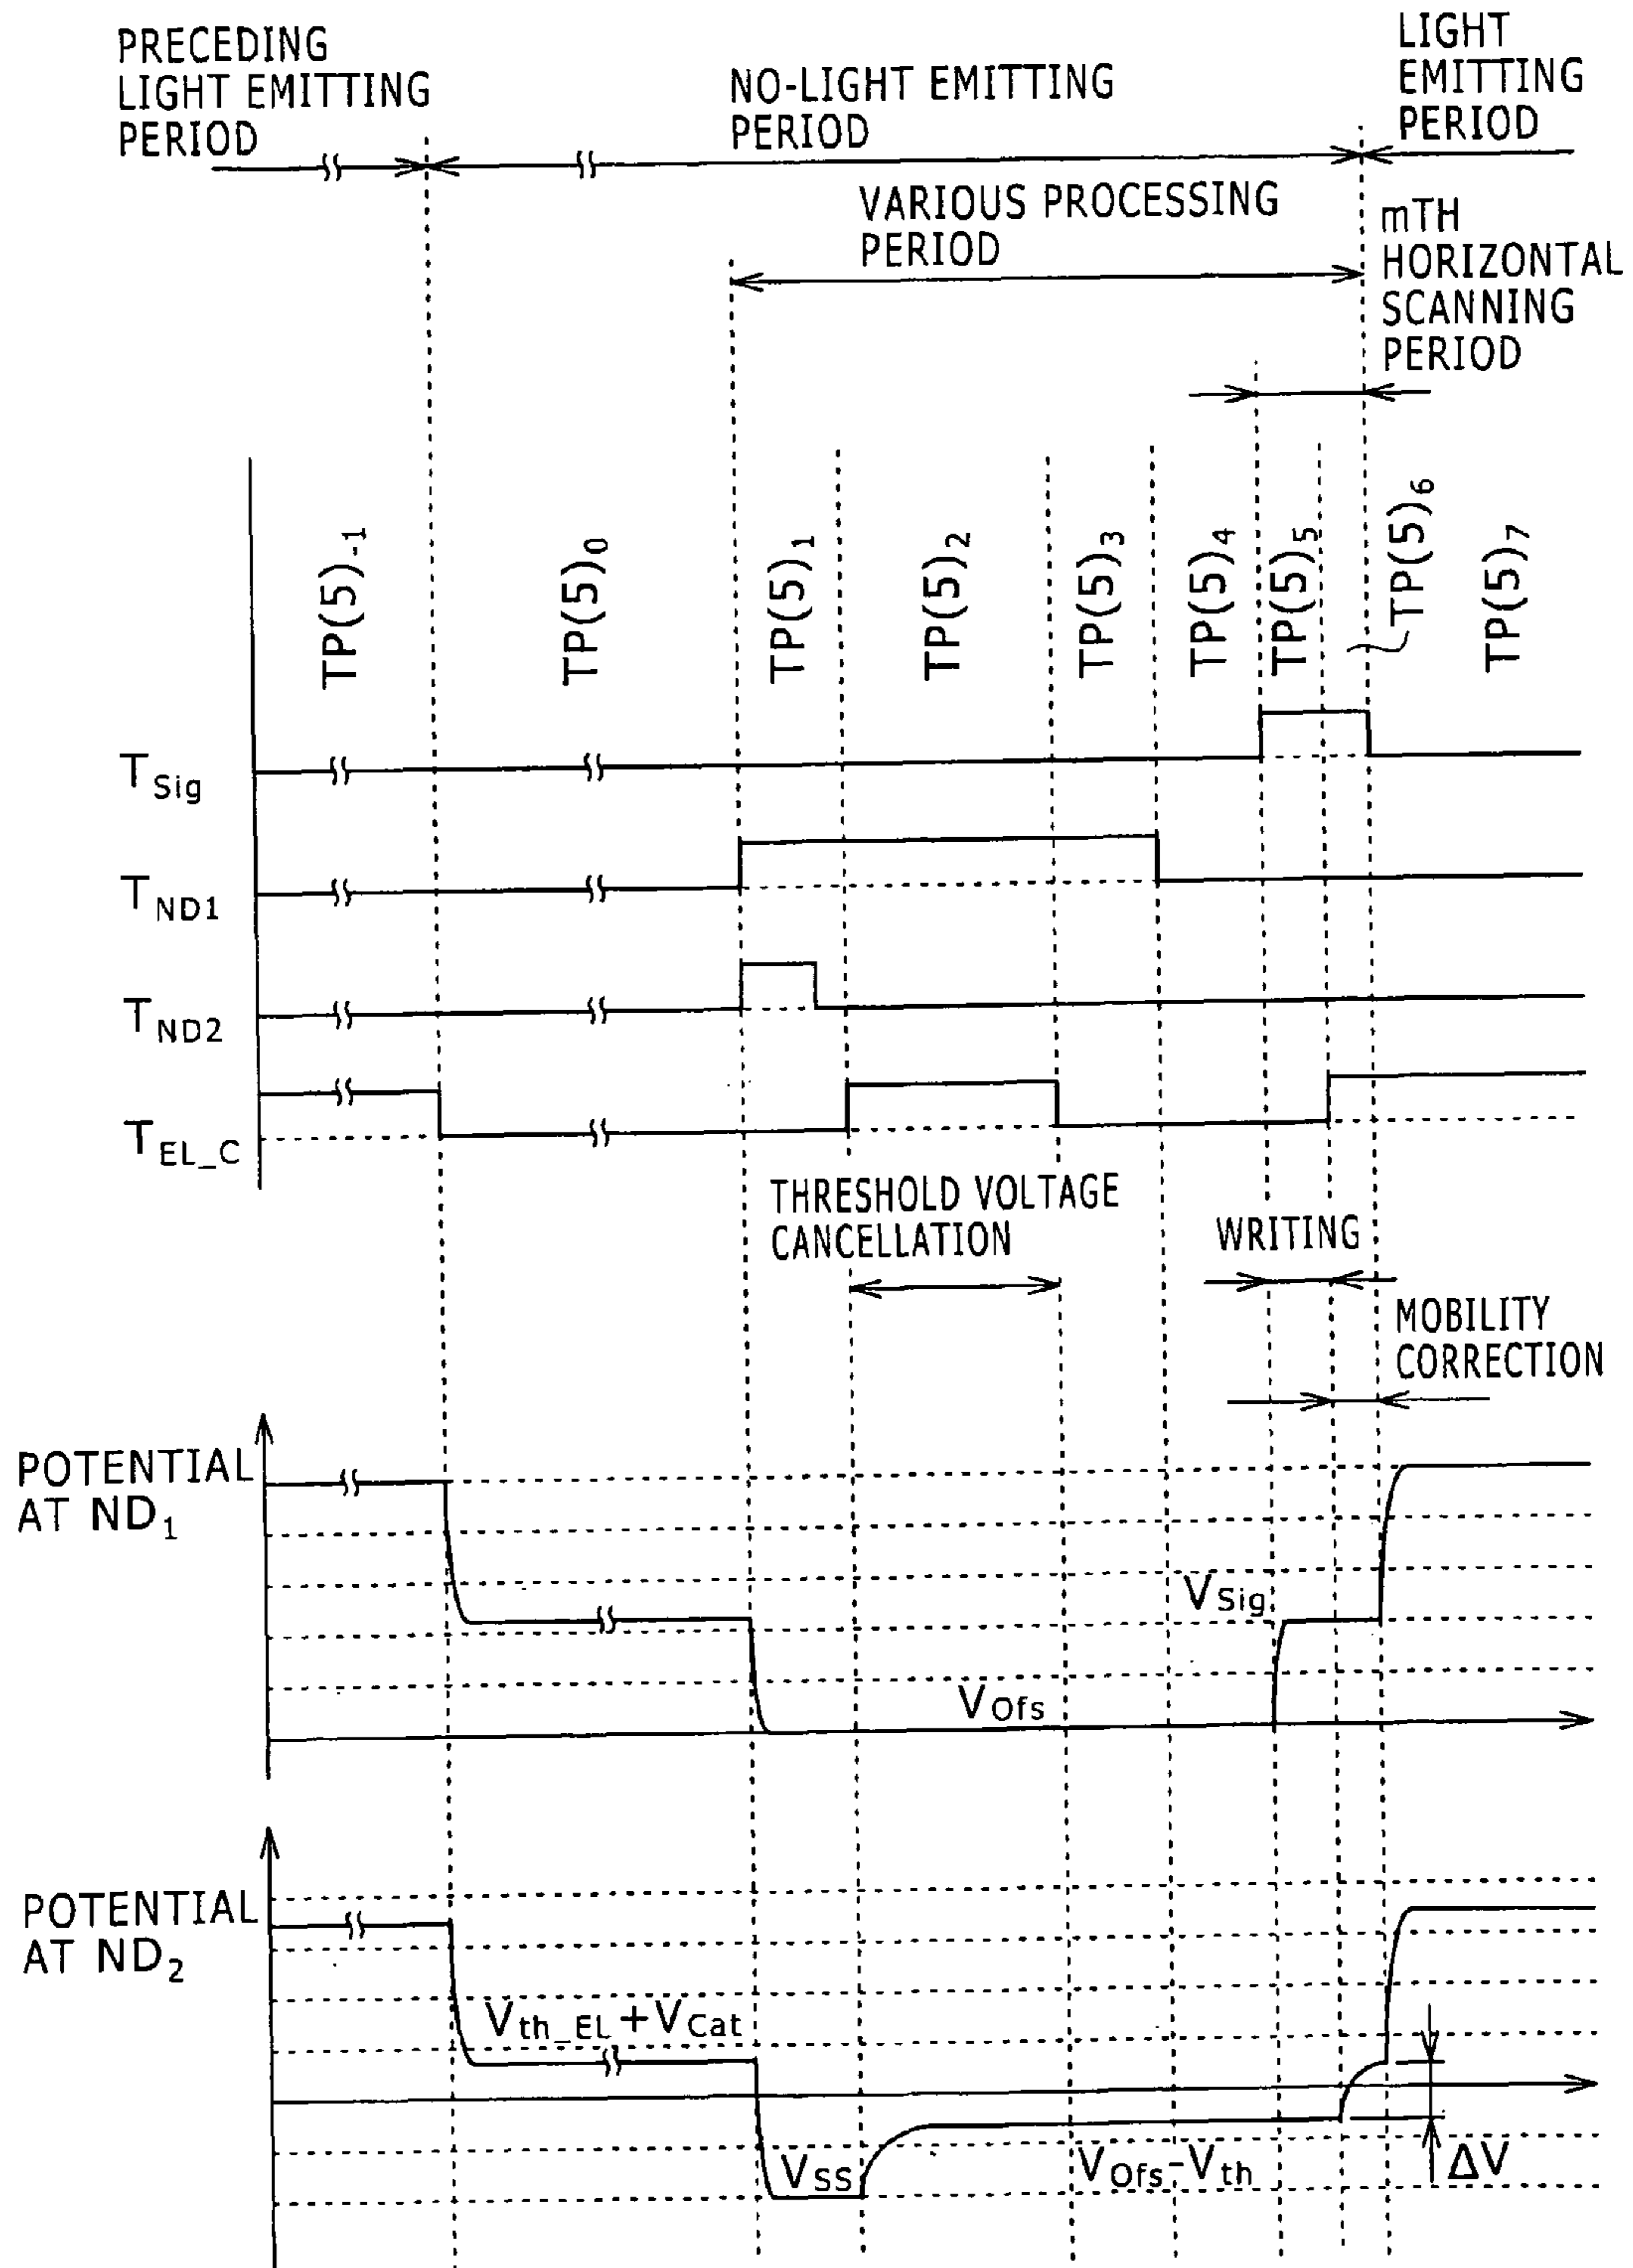 PRECEDING
LIGHT EMITTING
PERIOD
NO-LIGHT EMITTING
PERIOD
LIGHT
EMITTING
PERIOD
VARIOUS PROCESSING
PERIOD
mTH
HORIZONTAL
SCANNING
PERIOD
TP(5)-1
TP(5)0
TP(5)1
TP(5)2
TP(5)3
TP(5)4
TP(5)5
TP(5)6
TP(5)7
TSig
TND1
TND2
TEL_C
THRESHOLD VOLTAGE
CANCELLATION
WRITING
MOBILITY
CORRECTION
POTENTIAL
AT ND1
VSig
VOfs
POTENTIAL
AT ND2
Vth_EL+VCat
VSS
VOfs-Vth
ΔV